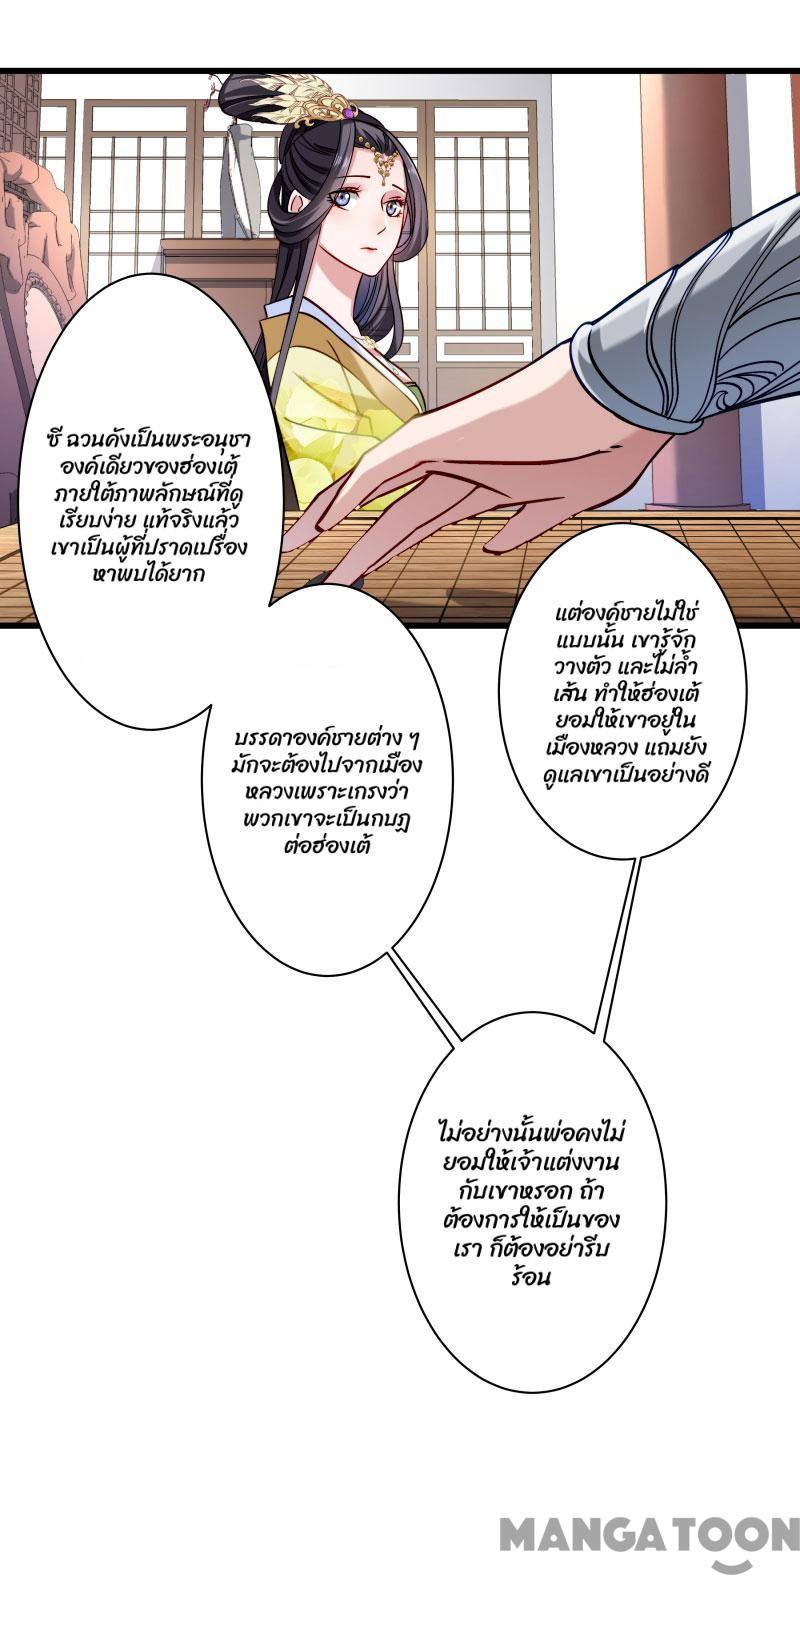 ซี ฉวนคังเป็นพระอนุชา
องค์เดียวของฮ่องเต้
ภายใต้ภาพลักษณ์ที่ดู
เรียบง่าย แท้จริงแล้ว
เขาเป็นผู้ที่ปราดเปรื่อง
หาพบได้ยาก
บรรดาองค์ชายต่าง ๆ
มักจะต้องไปจากเมือง
หลวงเพราะเกรงว่า
พวกเขาจะเป็นกบฏ
ต่อฮ่องเต้
แต่องค์ชายไม่ใช่
แบบนั้น เขารู้จัก
วางตัว และไม่ล้ำ
เส้น ทำให้ฮ่องเต้
ยอมให้เขาอยู่ใน
เมืองหลวง แถมยัง
ดูแลเขาเป็นอย่างดี
ไม่อย่างนั้นพ่อคงไม่
ยอมให้เจ้าแต่งงาน
กับเขาหรอก ถ้า
ต้องการให้เป็นของ
เรา ก็ต้องอย่ารีบ
ร้อน
MANGATOON